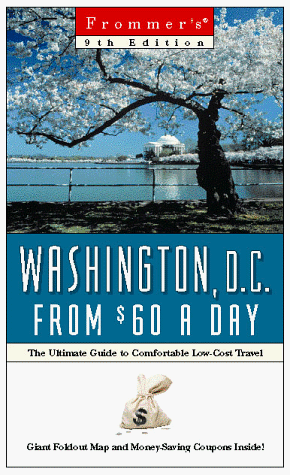 Frommer's®
9th Edition
WASHINGTON, D.C.
FROM $60 A DAY
The Ultimate Guide to Comfortable Low-Cost Travel
$
Giant Foldout Map and Money-Saving Coupons Inside!